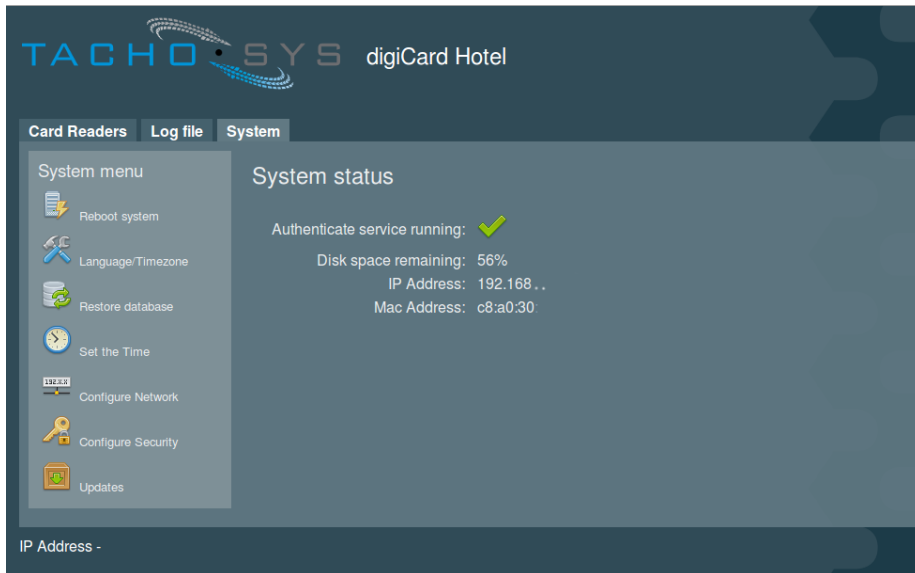 TACHOSYS digiCard Hotel
Card Readers Log file System
System menu
Reboot system
Language/Timezone
Restore database
Set the Time
192.X.X
Configure Network
Configure Security
Updates
System status
Authenticate service running:
Disk space remaining: 56%
IP Address: 192.168..
Mac Address: c8:a0:30:
IP Address -